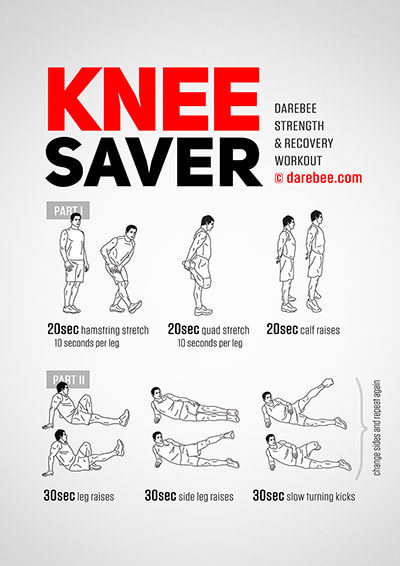 KNEE
SAVER
DAREBEE
STRENGTH
& RECOVERY
WORKOUT
© darebee.com
PART I
20sec hamstring stretch
10 seconds per leg
20sec quad stretch
10 seconds per leg
20sec calf raises
PART II
30sec leg raises
30sec side leg raises
30sec slow turning kicks
change sides and repeat again